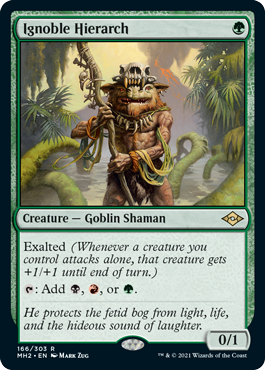 Ignoble Hierarch
Creature — Goblin Shaman
Exalted (Whenever a creature you
control attacks alone, that creature gets
+1/+1 until end of turn.)
: Add , , or .
He protects the fetid bog from light, life,
and the hideous sound of laughter.
0/1
166/303 R
MH2 • EN Mark Zug
™ & © 2021 Wizards of the Coast